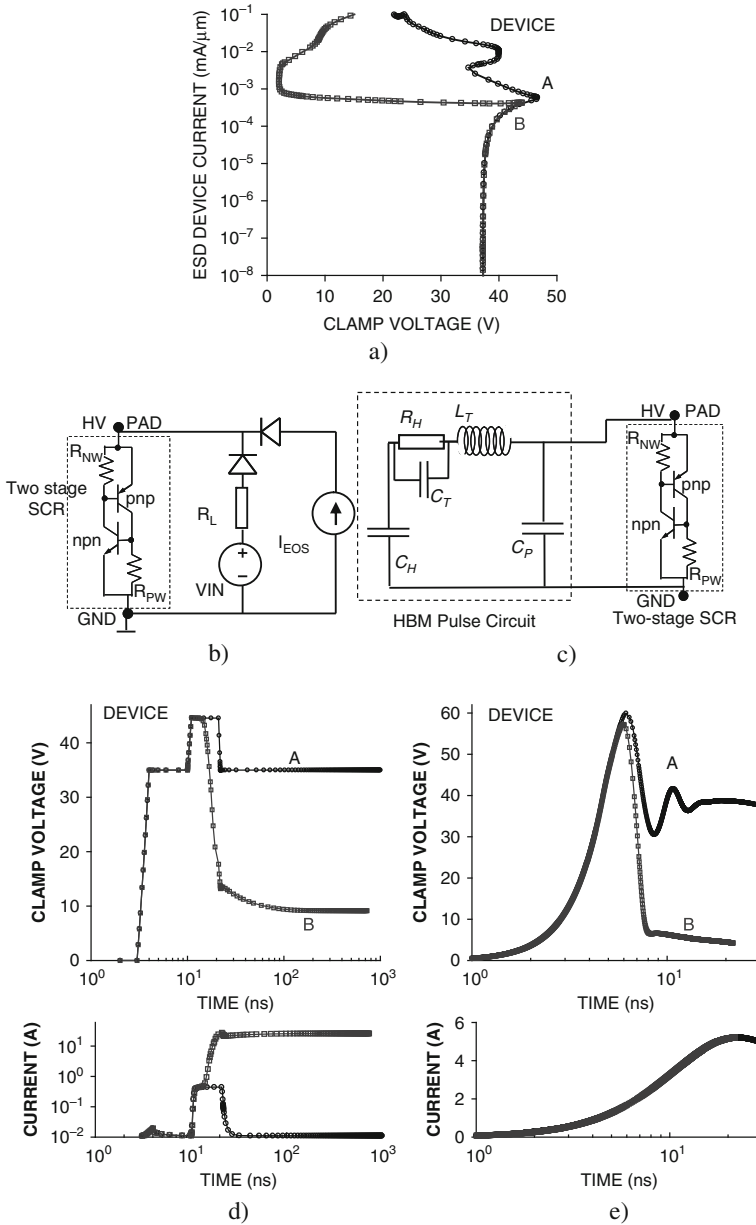 10⁻¹
10⁻²
10⁻³
10⁻⁴
10⁻⁵
10⁻⁶
10⁻⁷
10⁻⁸
ESD DEVICE CURRENT (mA/μm)
DEVICE
A
B
0 10 20 30 40 50
CLAMP VOLTAGE (V)
a)
HV PAD
R_NW
Two stage
SCR
pnp
npn
R_PW
GND
R_L
VIN
I_EOS
b)
R_H
L_T
C_T
C_H
C_P
HBM Pulse Circuit
HV PAD
R_NW
pnp
npn
R_PW
GND
Two-stage SCR
c)
DEVICE
40
30
20
10
0
CLAMP VOLTAGE (V)
A
B
10⁰ 10¹ 10² 10³
TIME (ns)
10¹
10⁰
10⁻¹
10⁻²
CURRENT (A)
10⁰ 10¹ 10² 10³
TIME (ns)
d)
DEVICE
60
50
40
30
20
10
0
CLAMP VOLTAGE (V)
A
B
10⁰ 10¹
TIME (ns)
6
4
2
0
CURRENT (A)
10⁰ 10¹
TIME (ns)
e)